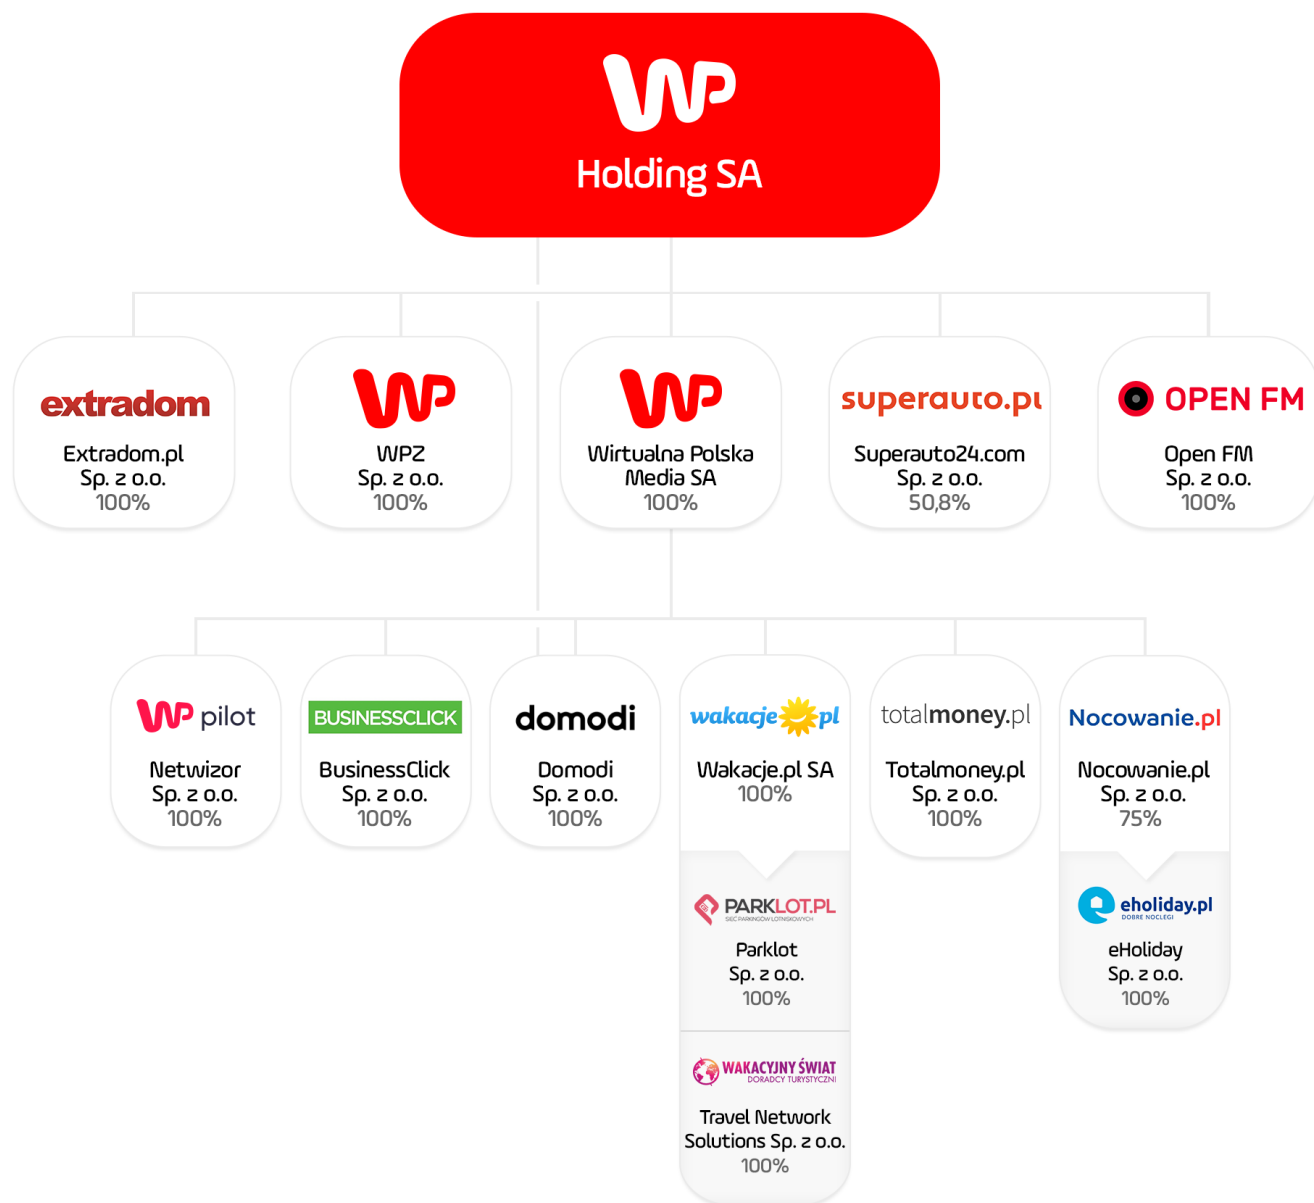 WP
Holding SA
extradom
Extradom.pl
Sp. z o.o.
100%
WP
WPZ
Sp. z o.o.
100%
WP
Wirtualna Polska
Media SA
100%
superauto.pl
Superauto24.com
Sp. z o.o.
50,8%
OPEN FM
Open FM
Sp. z o.o.
100%
WP pilot
Netwizor
Sp. z o.o.
100%
BUSINESSCLICK
BusinessClick
Sp. z o.o.
100%
domodi
Domodi
Sp. z o.o.
100%
wakacje pl
Wakacje.pl SA
100%
PARKLOT.PL
SIEĆ PARKINGÓW LOTNISKOWYCH
Parklot
Sp. z o.o.
100%
WAKACYJNY ŚWIAT
DORADCY TURYSTYCZNI
Travel Network
Solutions Sp. z o.o.
100%
totalmoney.pl
Totalmoney.pl
Sp. z o.o.
100%
Nocowanie.pl
Nocowanie.pl
Sp. z o.o.
75%
eholiday.pl
DOBRE NOCLEGI
eHoliday
Sp. z o.o.
100%